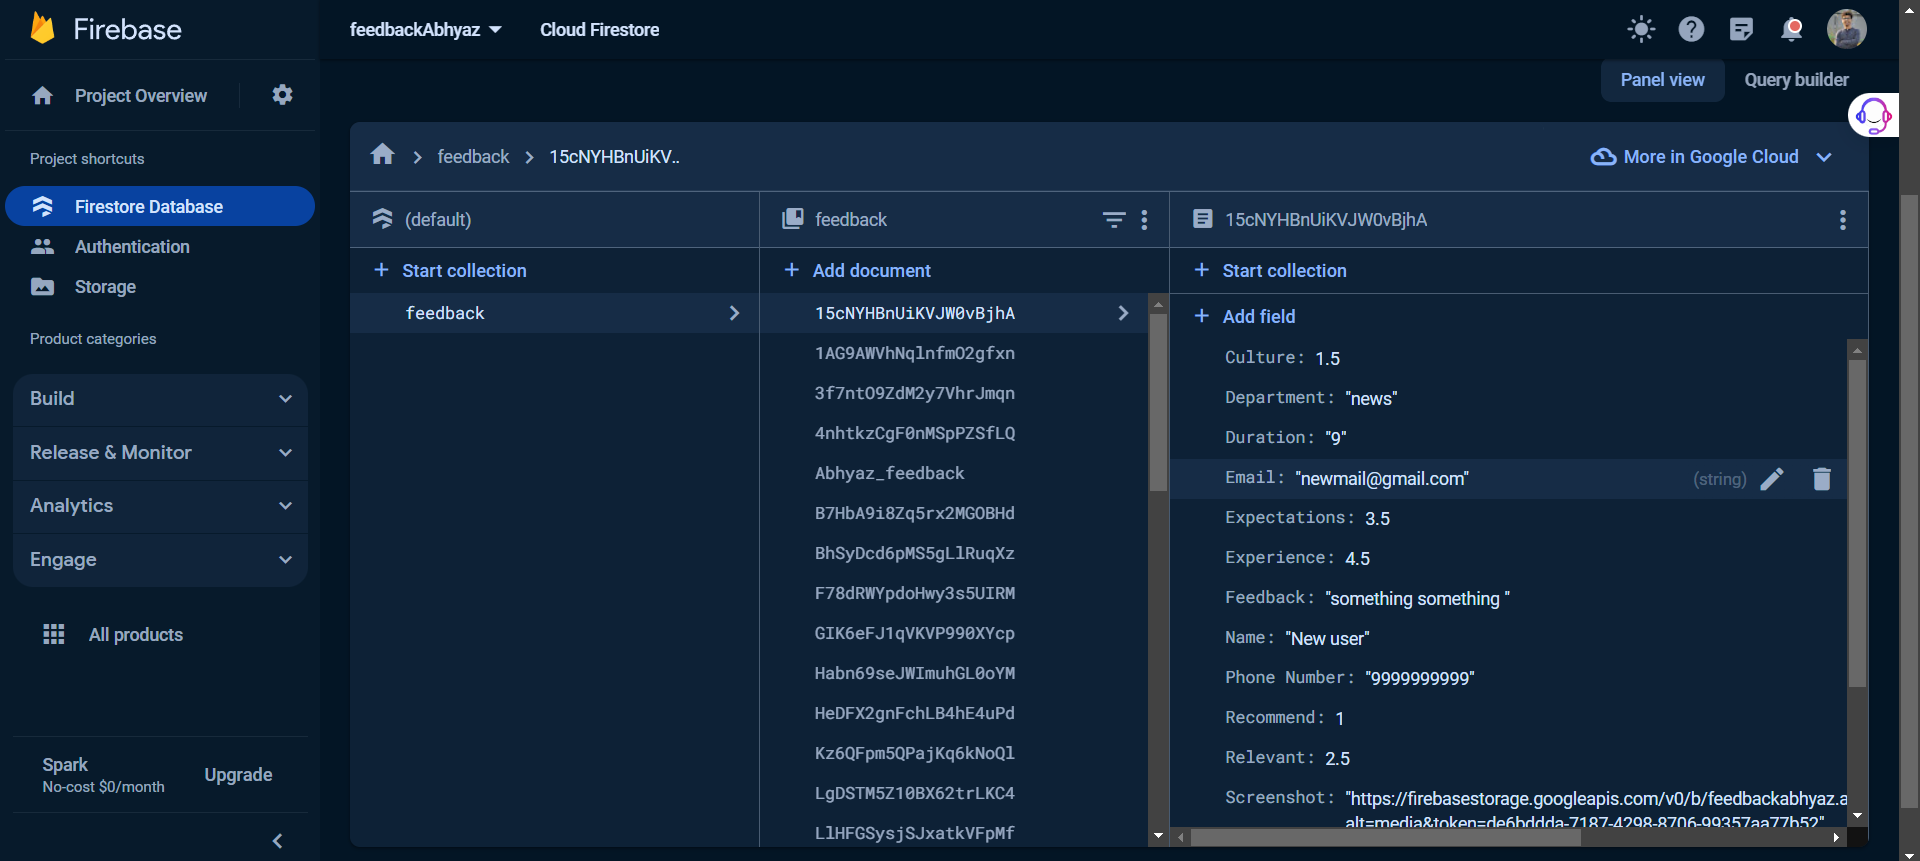 Firebase
feedbackAbhyaz
Cloud Firestore
Project Overview
Project shortcuts
Firestore Database
Authentication
Storage
Product categories
Build
Release & Monitor
Analytics
Engage
All products
Spark
No-cost $0/month
Upgrade
Panel view
Query builder
feedback
15cNYHBnUiKV..
More in Google Cloud
(default)
Start collection
feedback
feedback
Add document
15cNYHBnUiKVJW0vBjhA
1AG9AWVhNqlnfmO2gfxn
3f7ntO9ZdM2y7VhrJmqn
4nhtkzCgF0nMSpPZSfLQ
Abhyaz_feedback
B7HbA9i8Zq5rx2MGOBHd
BhSyDcd6pMS5gLlRuqXz
F78dRWYpdoHwy3s5UIRM
GIK6eFJ1qVKVP990XYcp
Habn69seJWImuhGL0oYM
HeDFX2gnFchLB4hE4uPd
Kz6QFpm5QPajKq6kNoQl
LgDSTM5Z10BX62trLKC4
LlHFGSysjSJxatkVFpMf
15cNYHBnUiKVJW0vBjhA
Start collection
Add field
Culture: 1.5
Department: "news"
Duration: "9"
Email: "newmail@gmail.com" (string)
Expectations: 3.5
Experience: 4.5
Feedback: "something something "
Name: "New user"
Phone Number: "9999999999"
Recommend: 1
Relevant: 2.5
Screenshot: "https://firebasestorage.googleapis.com/v0/b/feedbackabhyaz.a
alt=media&token=de6bddda-7187-4298-8706-99357aa77b52"